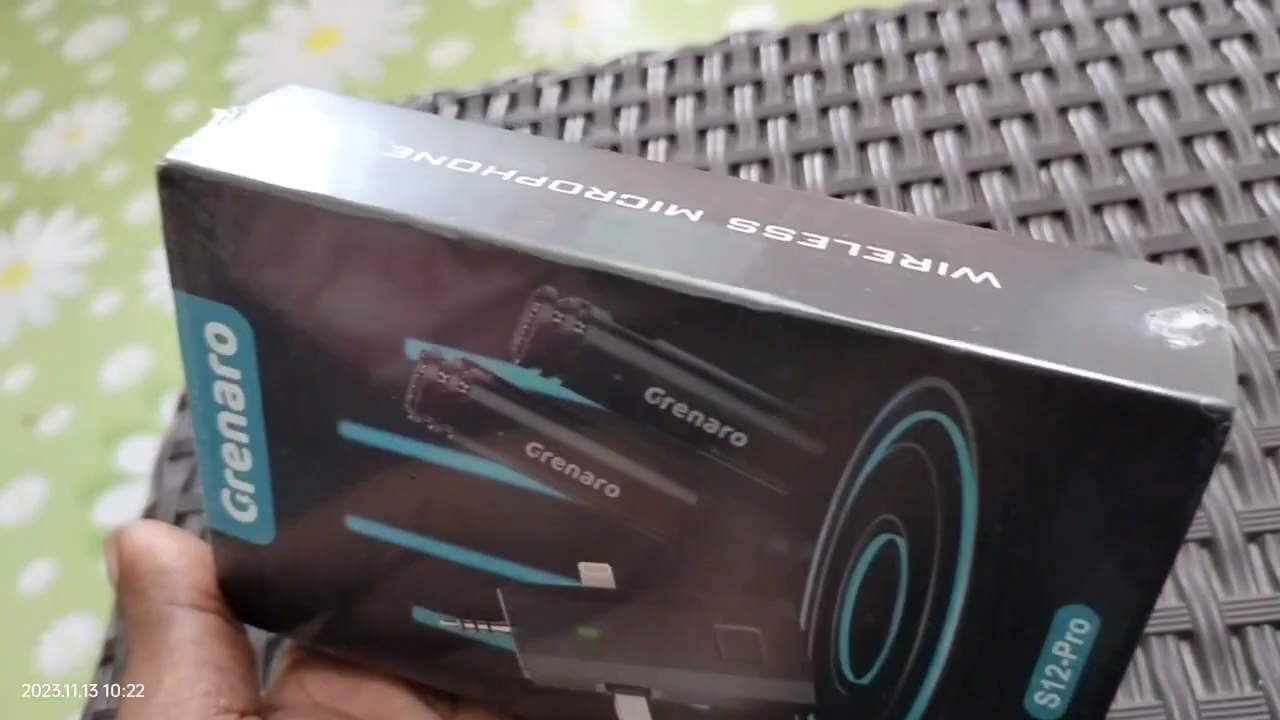 WIRELESS MICROPHONE
Grenaro
Grenaro
Grenaro
S12-Pro
2023.11.13 10:22